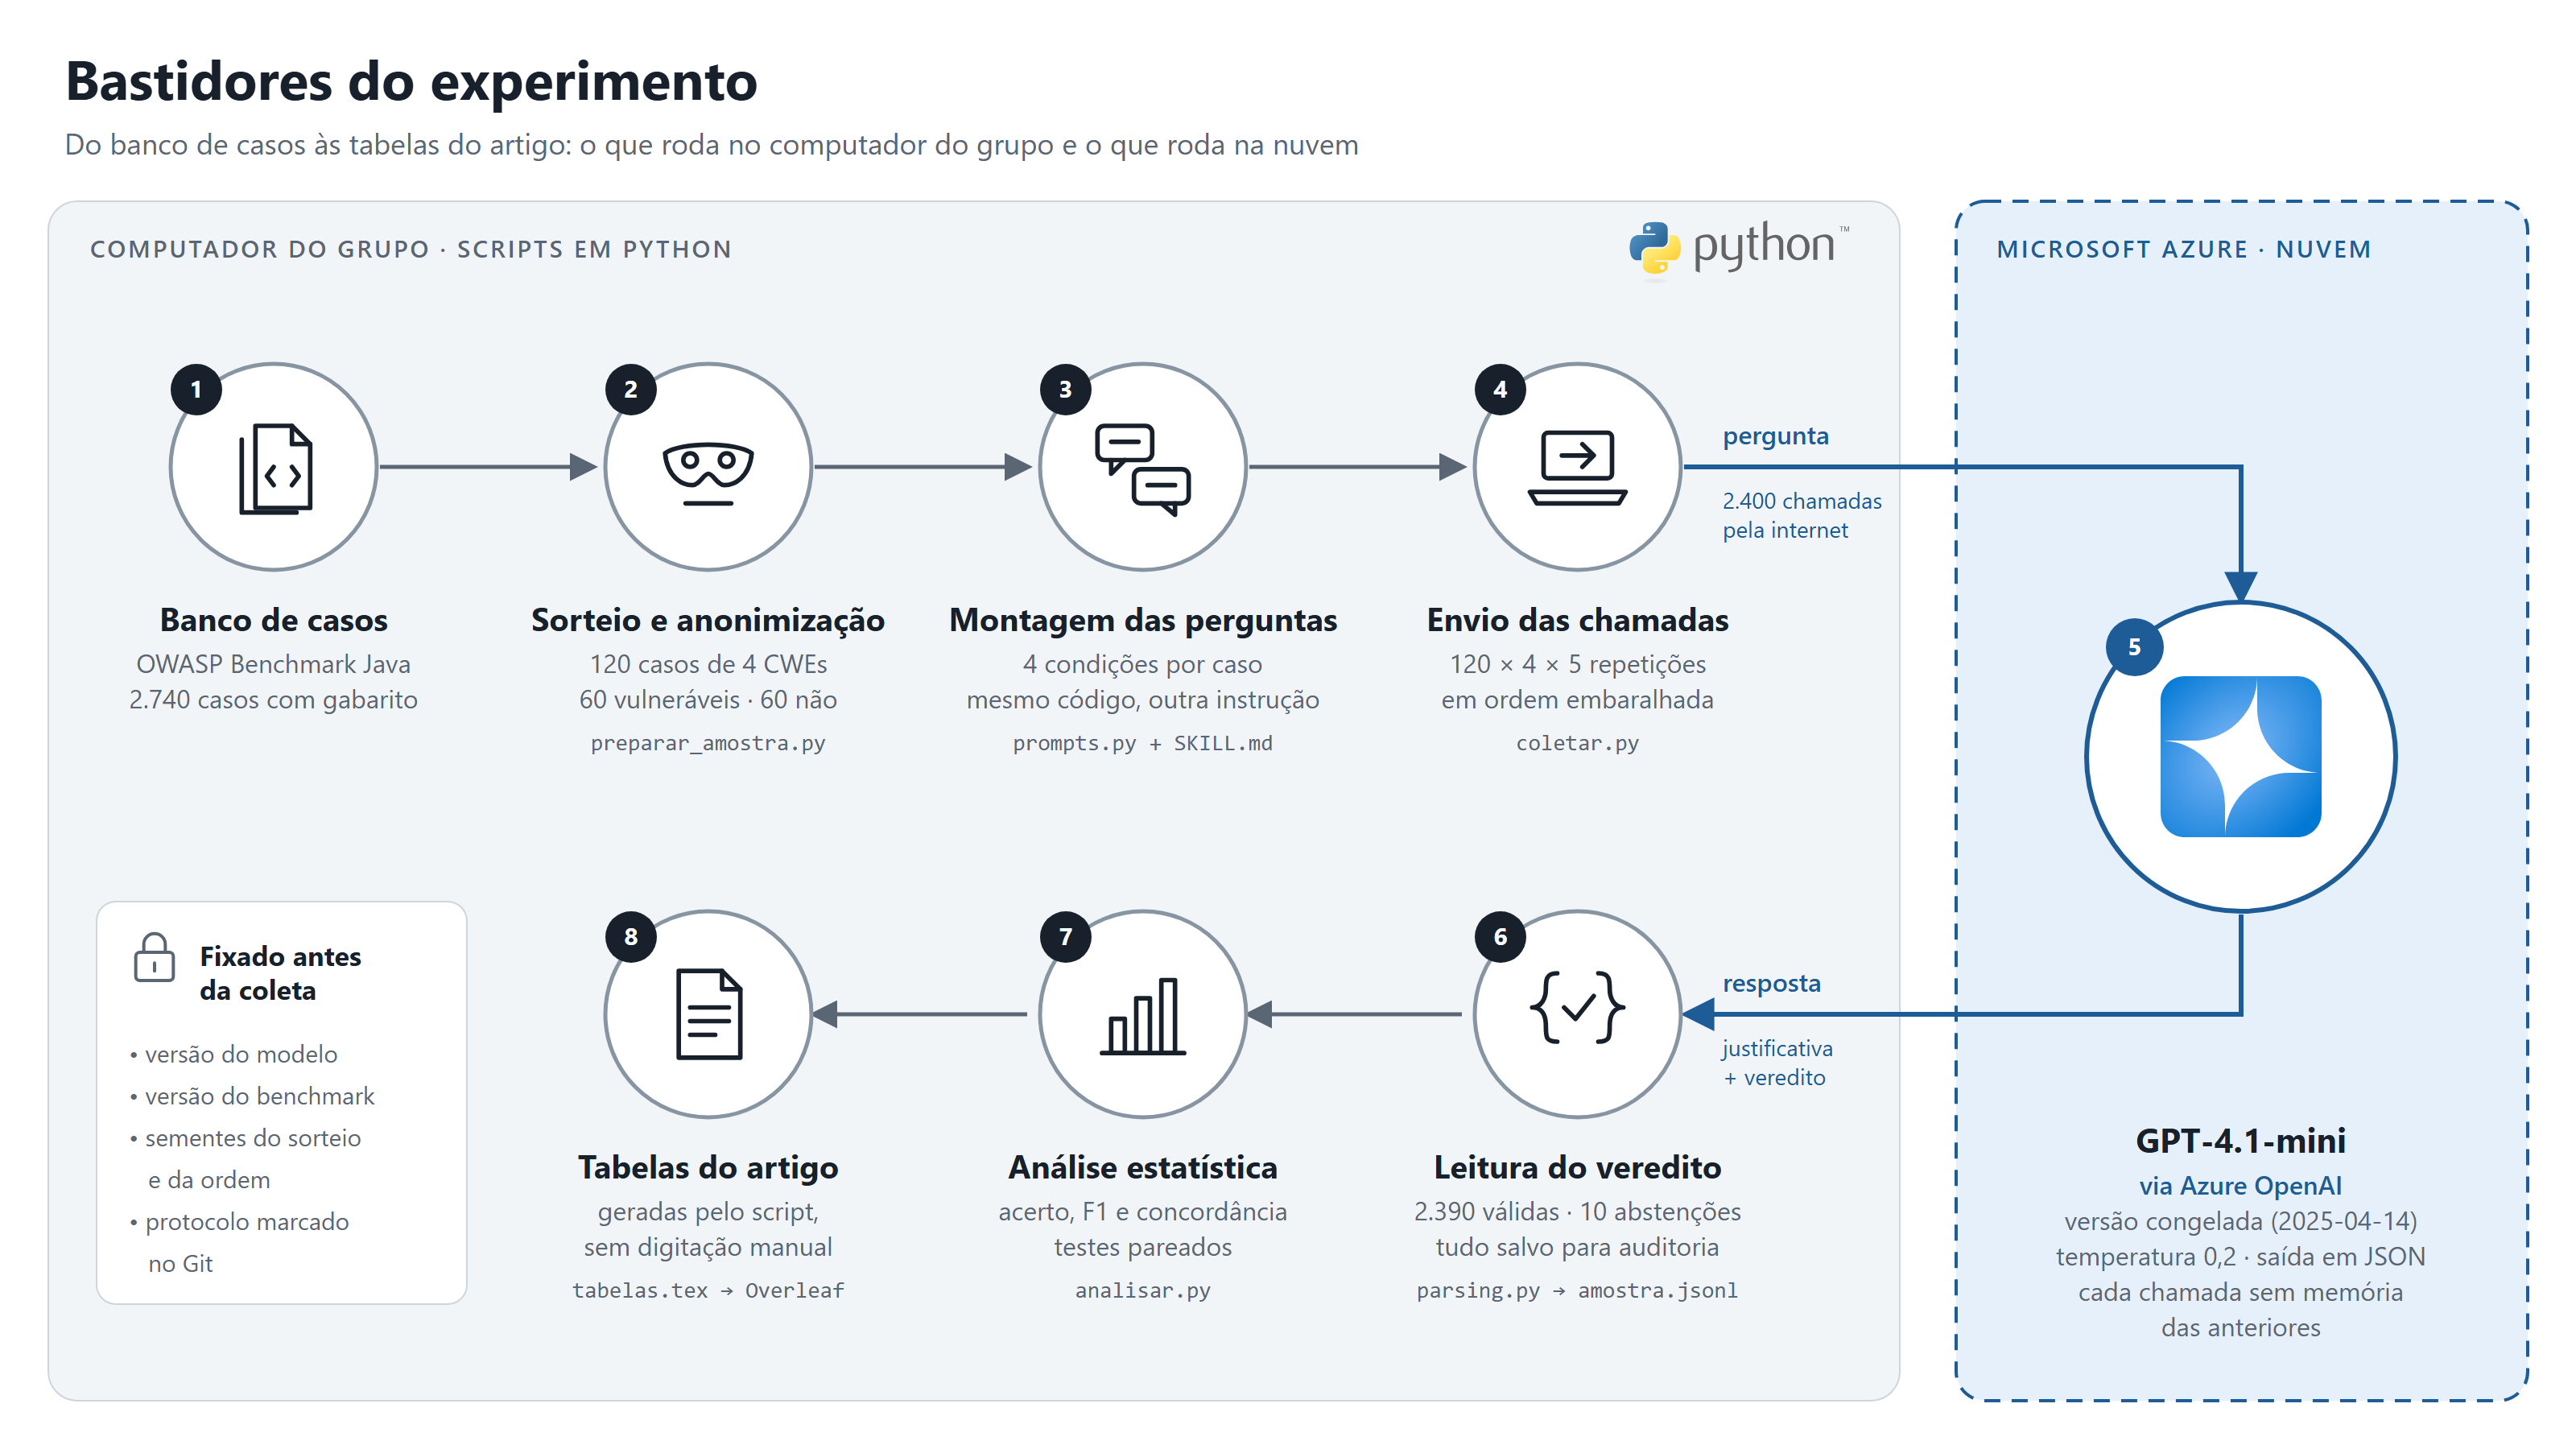 Bastidores do experimento
Do banco de casos às tabelas do artigo: o que roda no computador do grupo e o que roda na nuvem
COMPUTADOR DO GRUPO · SCRIPTS EM PYTHON
python™
MICROSOFT AZURE · NUVEM
1
Banco de casos
OWASP Benchmark Java
2.740 casos com gabarito
2
Sorteio e anonimização
120 casos de 4 CWEs
60 vulneráveis · 60 não
preparar_amostra.py
3
Montagem das perguntas
4 condições por caso
mesmo código, outra instrução
prompts.py + SKILL.md
4
Envio das chamadas
120 × 4 × 5 repetições
em ordem embaralhada
coletar.py
pergunta
2.400 chamadas
pela internet
5
GPT-4.1-mini
via Azure OpenAI
versão congelada (2025-04-14)
temperatura 0,2 · saída em JSON
cada chamada sem memória
das anteriores
resposta
justificativa
+ veredito
6
Leitura do veredito
2.390 válidas · 10 abstenções
tudo salvo para auditoria
parsing.py → amostra.jsonl
7
Análise estatística
acerto, F1 e concordância
testes pareados
analisar.py
8
Tabelas do artigo
geradas pelo script,
sem digitação manual
tabelas.tex → Overleaf
Fixado antes
da coleta
• versão do modelo
• versão do benchmark
• sementes do sorteio
e da ordem
• protocolo marcado
no Git